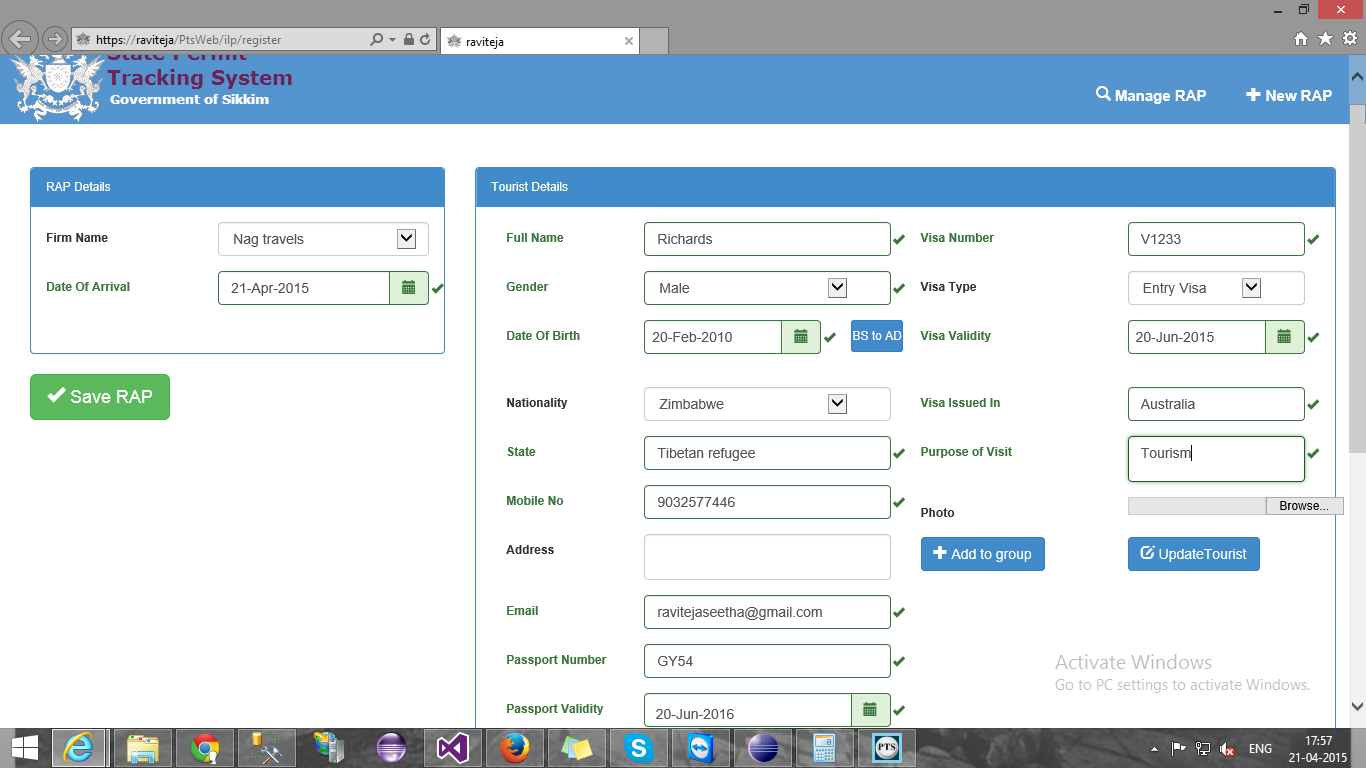 https://raviteja/PtsWeb/ilp/register
raviteja
State Permit
Tracking System
Government of Sikkim
Manage RAP
New RAP
RAP Details
Firm Name
Nag travels
Date Of Arrival
21-Apr-2015
Save RAP
Tourist Details
Full Name
Richards
Visa Number
V1233
Gender
Male
Visa Type
Entry Visa
Date Of Birth
20-Feb-2010
BS to AD
Visa Validity
20-Jun-2015
Nationality
Zimbabwe
Visa Issued In
Australia
State
Tibetan refugee
Purpose of Visit
Tourism
Mobile No
9032577446
Photo
Browse...
Address
Add to group
UpdateTourist
Email
ravitejaseetha@gmail.com
Passport Number
GY54
Passport Validity
20-Jun-2016
Activate Windows
Go to PC settings to activate Windows.
PTS
ENG
17:57
21-04-2015